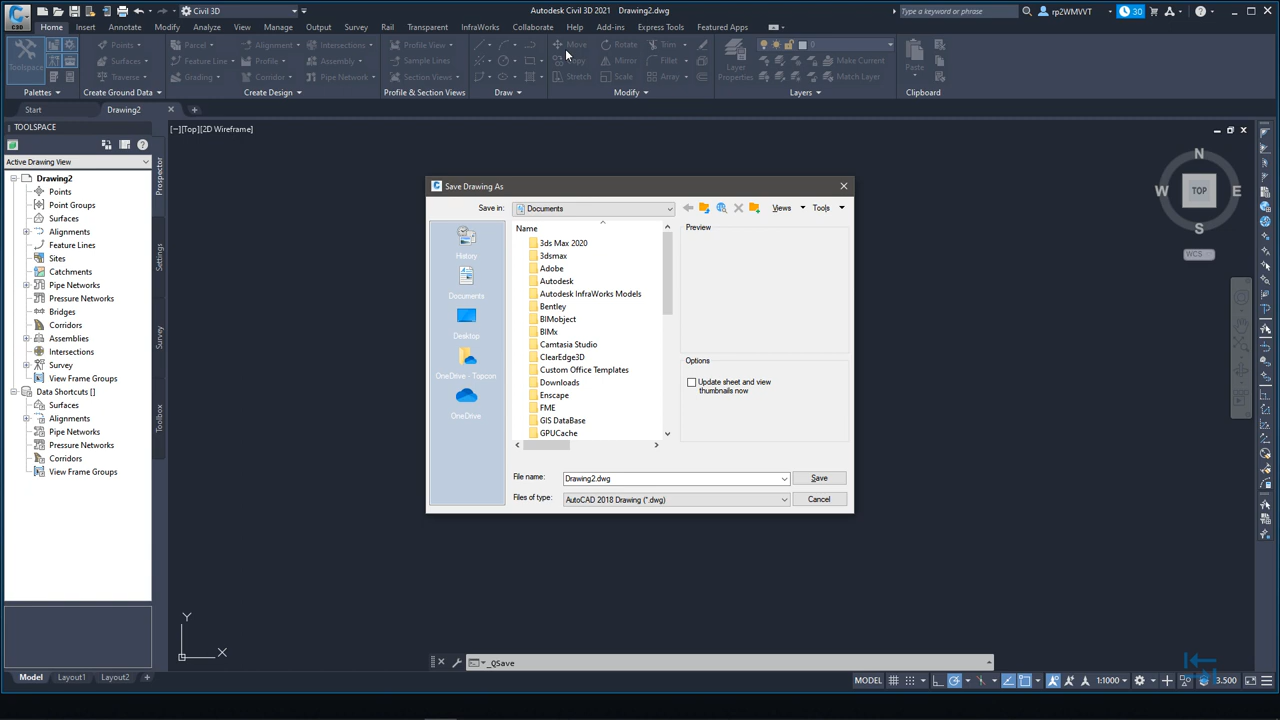 Civil 3D
Autodesk Civil 3D 2021 Drawing2.dwg
Type a keyword or phrase
rp2WMVVT
30
C3D
Home Insert Annotate Modify Analyze View Manage Output Survey Rail Transparent InfraWorks Collaborate Help Add-ins Express Tools Featured Apps
Toolspace
Points
Surfaces
Traverse
Parcel
Feature Line
Grading
Alignment
Profile
Corridor
Intersections
Assembly
Pipe Network
Profile View
Sample Lines
Section Views
Move
Copy
Stretch
Rotate
Mirror
Scale
Trim
Fillet
Array
Layer
Properties
0
Make Current
Match Layer
Paste
Palettes
Create Ground Data
Create Design
Profile & Section Views
Draw
Modify
Layers
Clipboard
Start
Drawing2
TOOLSPACE
Active Drawing View
Drawing2
Points
Point Groups
Surfaces
Alignments
Feature Lines
Sites
Catchments
Pipe Networks
Pressure Networks
Bridges
Corridors
Assemblies
Intersections
Survey
View Frame Groups
Data Shortcuts []
Surfaces
Alignments
Pipe Networks
Pressure Networks
Corridors
View Frame Groups
Prospector
Settings
Survey
Toolbox
[−][Top][2D Wireframe]
N
W
TOP
E
S
WCS
Save Drawing As
Save in:
Documents
Views
Tools
History
Documents
Desktop
OneDrive - Topcon
OneDrive
Name
3ds Max 2020
3dsmax
Adobe
Autodesk
Autodesk InfraWorks Models
Bentley
BIMobject
BIMx
Camtasia Studio
ClearEdge3D
Custom Office Templates
Downloads
Enscape
FME
GIS DataBase
GPUCache
Preview
Options
Update sheet and view
thumbnails now
File name:
Drawing2.dwg
Save
Files of type:
AutoCAD 2018 Drawing (*.dwg)
Cancel
Y
X
_QSave
Model Layout1 Layout2 +
MODEL
1:1000
3.500